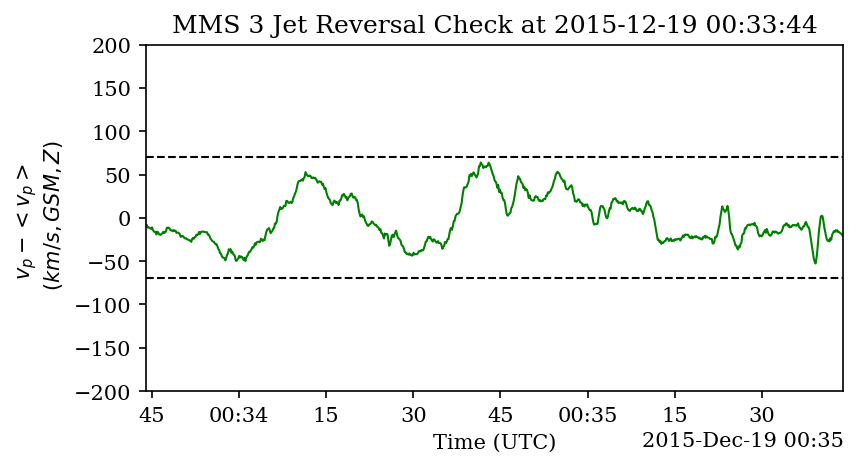 MMS 3 Jet Reversal Check at 2015-12-19 00:33:44
200
150
100
50
0
−50
−100
−150
−200
v_p − < v_p >
(km/s, GSM, Z)
45 00:34 15 30 45 00:35 15 30
Time (UTC)
2015-Dec-19 00:35